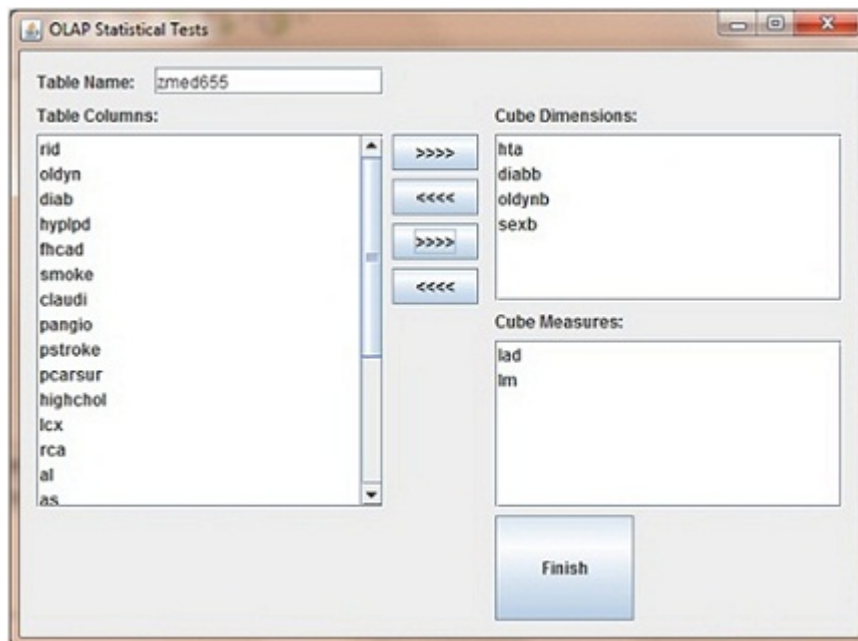 OLAP Statistical Tests
Table Name: zmed655
Table Columns:
rid
oldyn
diab
hyplpd
fhcad
smoke
claudi
pangio
pstroke
pcarsur
highchol
lcx
rca
al
as
>>>>
<<<<
>>>>
<<<<
Cube Dimensions:
hta
diabb
oldynb
sexb
Cube Measures:
lad
lm
Finish